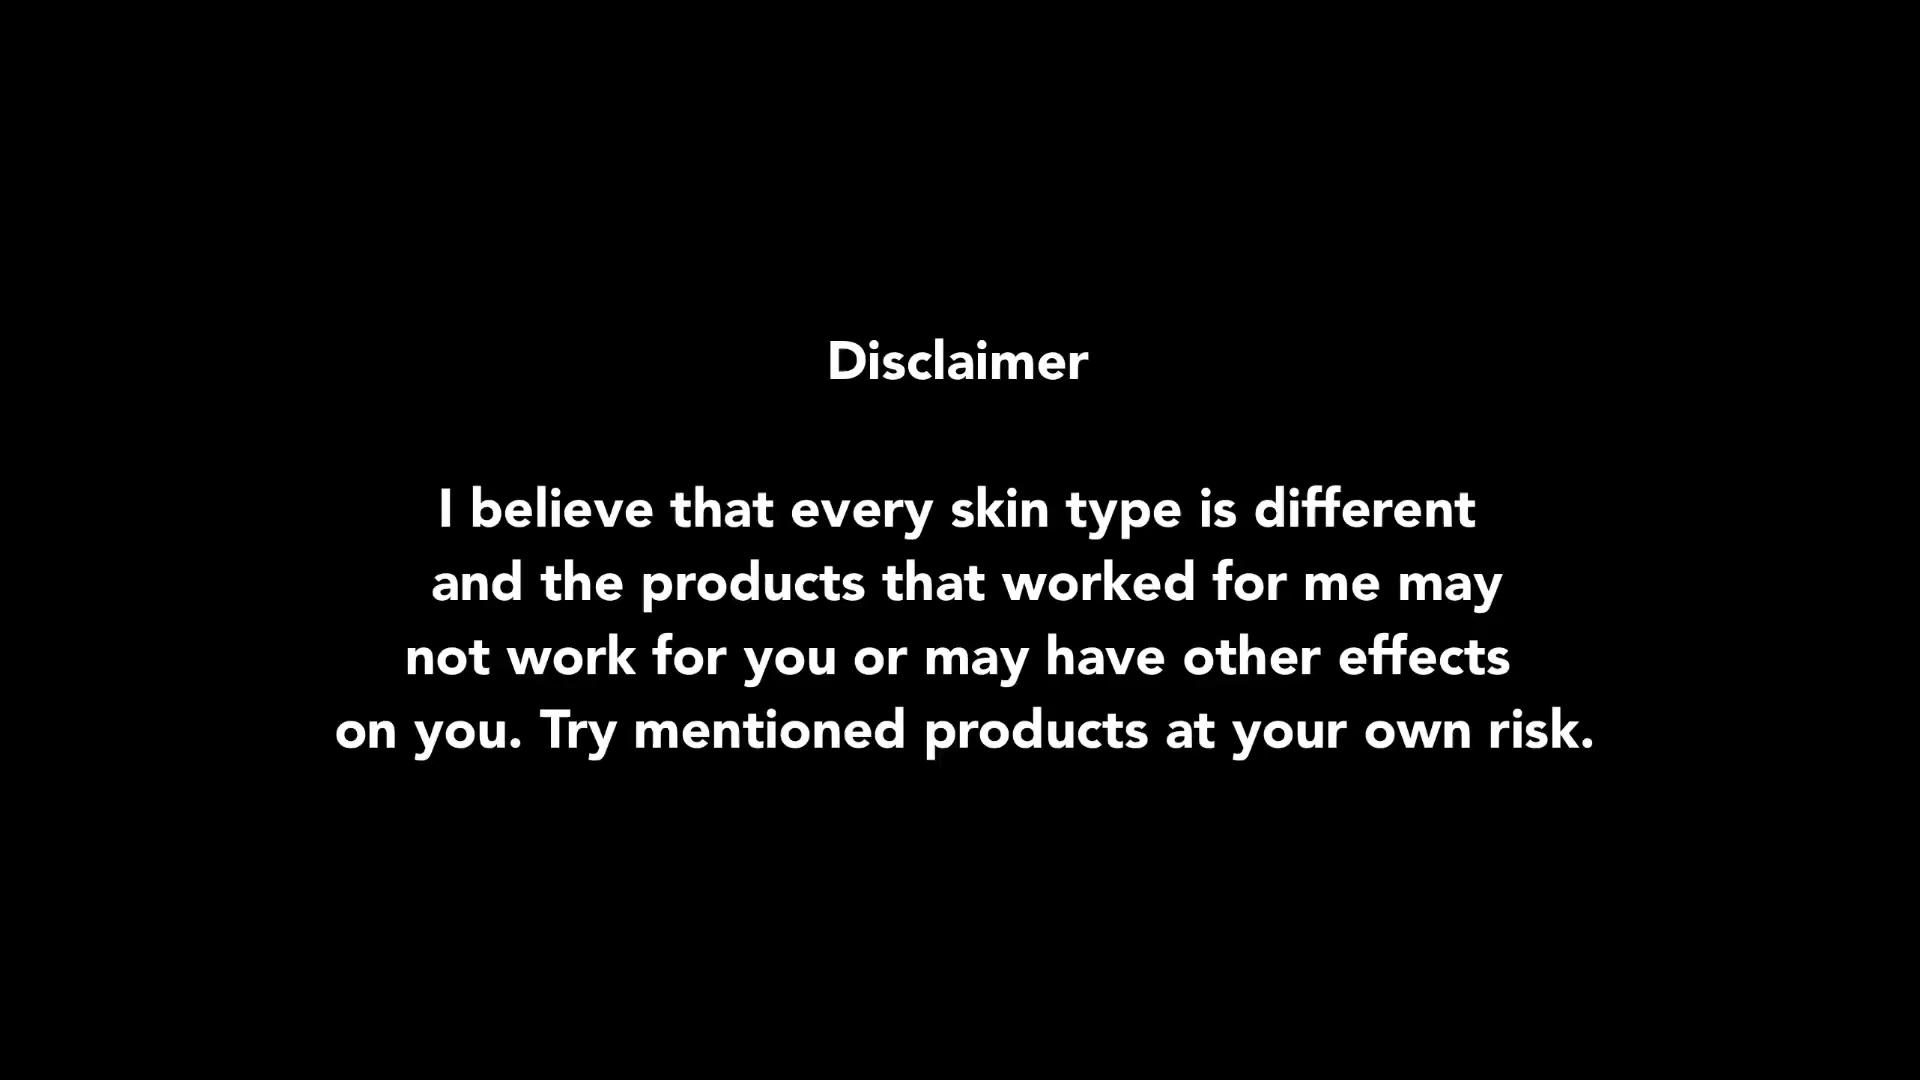 Disclaimer
I believe that every skin type is different
and the products that worked for me may
not work for you or may have other effects
on you. Try mentioned products at your own risk.